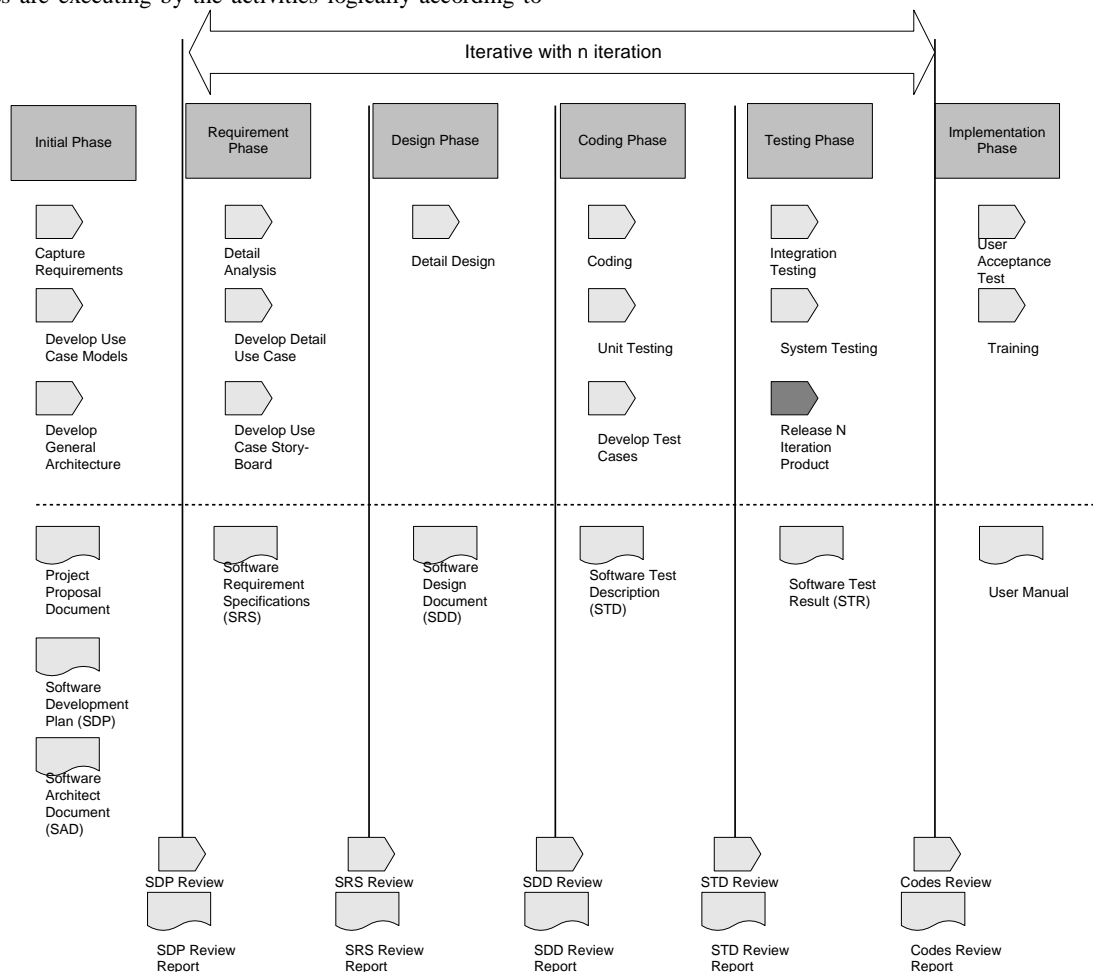 es are executing by the activities logically according to
Iterative with n iteration
Initial Phase
Requirement
Phase
Design Phase
Coding Phase
Testing Phase
Implementation
Phase
Capture
Requirements
Detail
Analysis
Detail Design
Coding
Integration
Testing
User
Acceptance
Test
Develop Use
Case Models
Develop Detail
Use Case
Unit Testing
System Testing
Training
Develop
General
Architecture
Develop Use
Case Story-
Board
Develop Test
Cases
Release N
Iteration
Product
Project
Proposal
Document
Software
Requirement
Specifications
(SRS)
Software
Design
Document
(SDD)
Software Test
Description
(STD)
Software Test
Result (STR)
User Manual
Software
Development
Plan (SDP)
Software
Architect
Document
(SAD)
SDP Review
SRS Review
SDD Review
STD Review
Codes Review
SDP Review
Report
SRS Review
Report
SDD Review
Report
STD Review
Report
Codes Review
Report